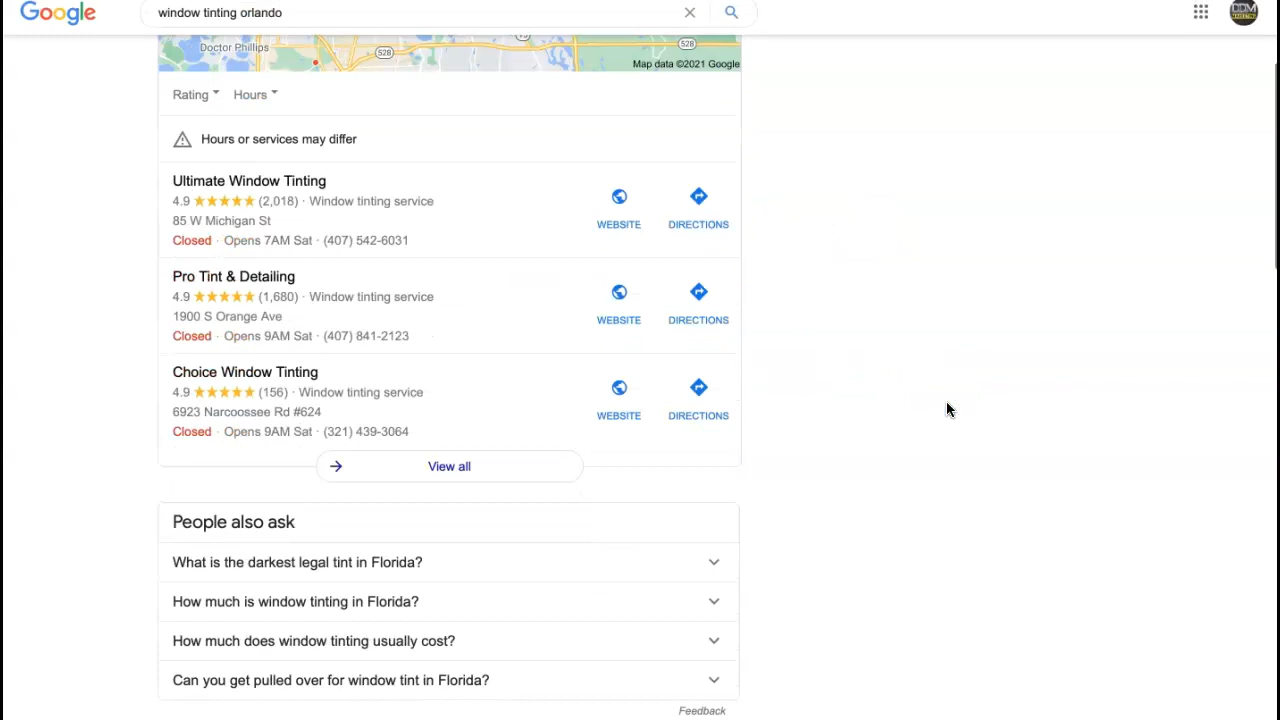 Google
window tinting orlando
DDM
Doctor Phillips
528
528
Map data ©2021 Google
Rating
Hours
Hours or services may differ
Ultimate Window Tinting
4.9 ★★★★★ (2,018) · Window tinting service
85 W Michigan St
Closed · Opens 7AM Sat · (407) 542-6031
WEBSITE
DIRECTIONS
Pro Tint & Detailing
4.9 ★★★★★ (1,680) · Window tinting service
1900 S Orange Ave
Closed · Opens 9AM Sat · (407) 841-2123
WEBSITE
DIRECTIONS
Choice Window Tinting
4.9 ★★★★★ (156) · Window tinting service
6923 Narcoossee Rd #624
Closed · Opens 9AM Sat · (321) 439-3064
WEBSITE
DIRECTIONS
View all
People also ask
What is the darkest legal tint in Florida?
How much is window tinting in Florida?
How much does window tinting usually cost?
Can you get pulled over for window tint in Florida?
Feedback